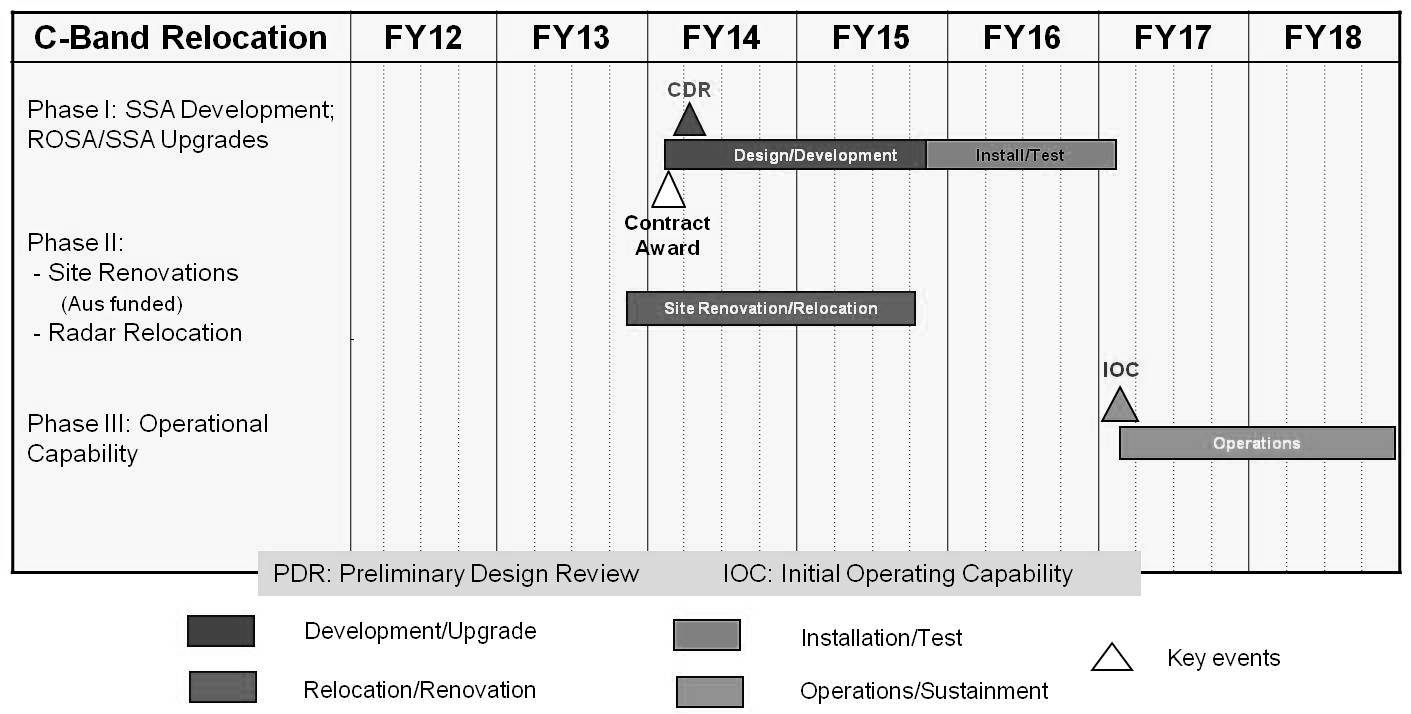 C-Band Relocation FY12 FY13 FY14 FY15 FY16 FY17 FY18
CDR
Phase I: SSA Development;
ROSA/SSA Upgrades
Design/Development Install/Test
Contract
Award
Phase II:
- Site Renovations
(Aus funded)
Site Renovation/Relocation
- Radar Relocation
IOC
Phase III: Operational
Capability
Operations
PDR: Preliminary Design Review IOC: Initial Operating Capability
Development/Upgrade Installation/Test Key events
Relocation/Renovation Operations/Sustainment